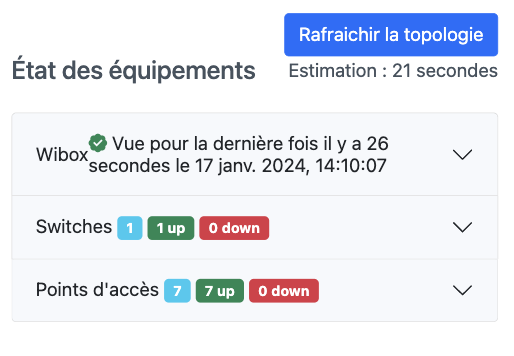 Rafraichir la topologie
État des équipements
Estimation : 21 secondes
Wibox Vue pour la dernière fois il y a 26
secondes le 17 janv. 2024, 14:10:07
Switches 1 1 up 0 down
Points d'accès 7 7 up 0 down